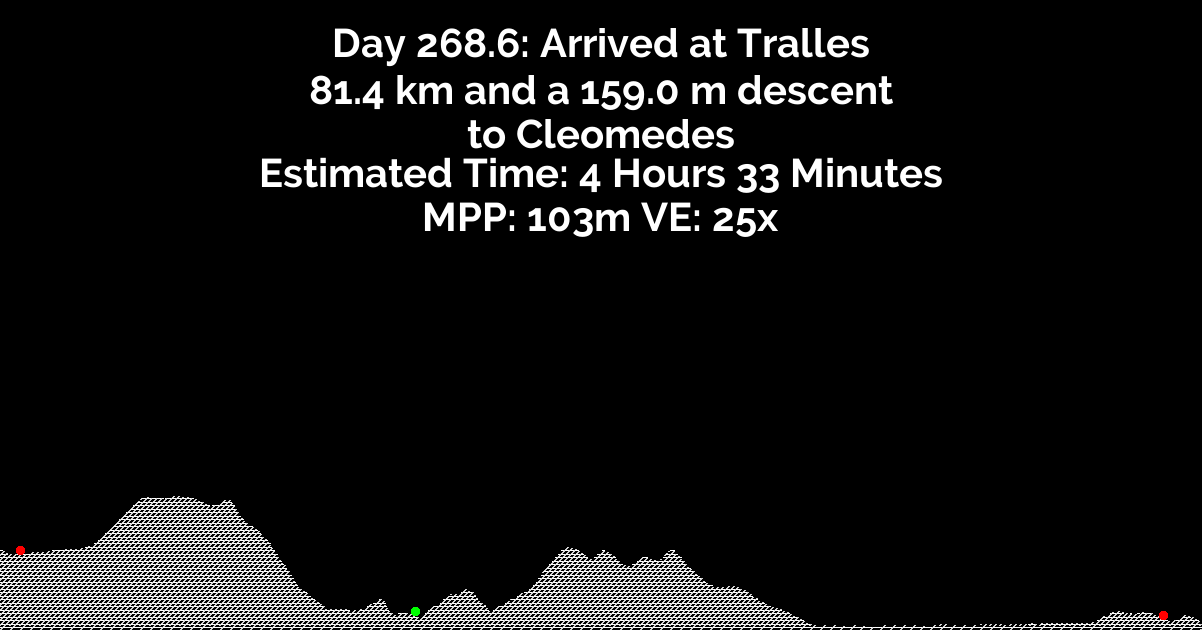 Day 268.6: Arrived at Tralles
81.4 km and a 159.0 m descent
to Cleomedes
Estimated Time: 4 Hours 33 Minutes
MPP: 103m VE: 25x